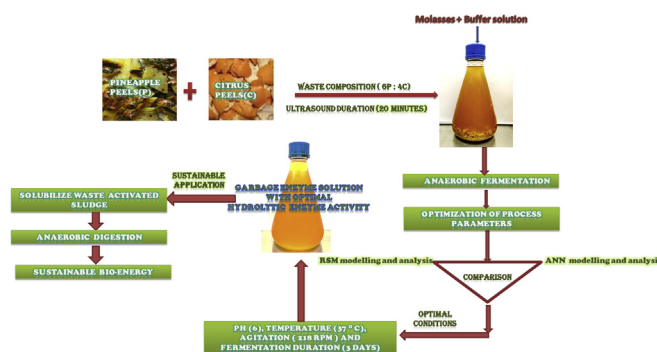 Molasses + Buffer solution
PINEAPPLE
PEELS(P)
+
CITRUS
PEELS(C)
WASTE COMPOSITION ( 6P : 4C)
ULTRASOUND DURATION (20 MINUTES)
ANAEROBIC FERMENTATION
OPTIMIZATION OF PROCESS
PARAMETERS
RSM modelling and analysis
ANN modelling and analysis
COMPARISON
OPTIMAL
CONDITIONS
PH (6), TEMPERATURE (37 ° C),
AGITATION ( 218 RPM ) AND
FERMENTATION DURATION (3 DAYS)
GARBAGE ENZYME SOLUTION
WITH OPTIMAL
HYDROLYTIC ENZYME ACTIVITY
SUSTAINABLE
APPLICATION
SOLUBILIZE WASTE ACTIVATED
SLUDGE
ANAEROBIC DIGESTION
SUSTAINABLE BIO-ENERGY